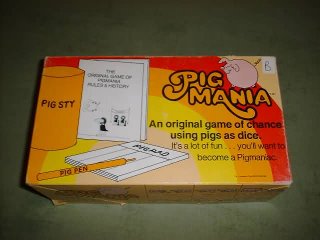 THE
ORIGINAL GAME OF
PIGMANIA
RULES & HISTORY
PIG STY
PIG PEN
PIGPAD
B
PIG
MANIA
An original game of chance
using pigs as dice.
It's a lot of fun . . . you'll want to
become a Pigmaniac.